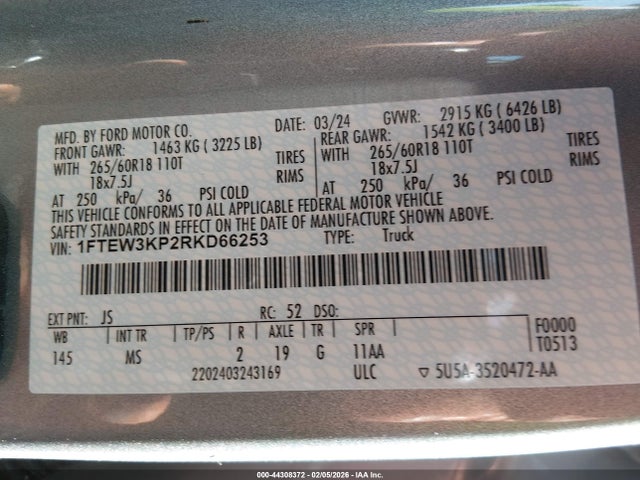 MFD. BY FORD MOTOR CO. DATE: 03/24 GVWR: 2915 KG ( 6426 LB)
FRONT GAWR: 1463 KG ( 3225 LB) REAR GAWR: 1542 KG ( 3400 LB)
WITH 265/60R18 110T TIRES WITH 265/60R18 110T TIRES
18x7.5J RIMS 18x7.5J RIMS
AT 250 kPa/ 36 PSI COLD AT 250 kPa/ 36 PSI COLD
THIS VEHICLE CONFORMS TO ALL APPLICABLE FEDERAL MOTOR VEHICLE
SAFETY STANDARDS IN EFFECT ON THE DATE OF MANUFACTURE SHOWN ABOVE.
VIN: 1FTEW3KP2RKD66253 TYPE: Truck
EXT PNT: JS RC: 52 DSO:
WB INT TR TP/PS R AXLE TR SPR F0000
145 MS 2 19 G 11AA T0513
2202403243169 ULC ▽ 5U5A-3520472-AA
000-44308372 - 02/05/2026 - IAA Inc.